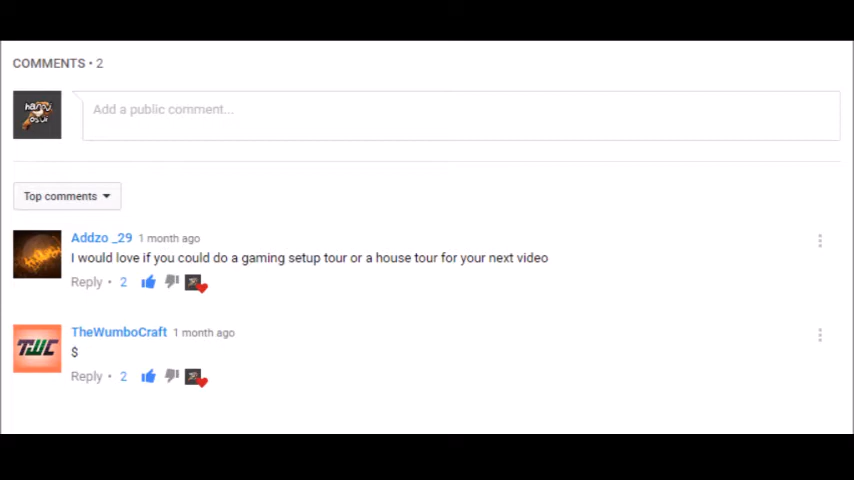 COMMENTS • 2
Add a public comment...
Top comments
Addzo _29 1 month ago
I would love if you could do a gaming setup tour or a house tour for your next video
Reply • 2
TheWumboCraft 1 month ago
TWC
$
Reply • 2